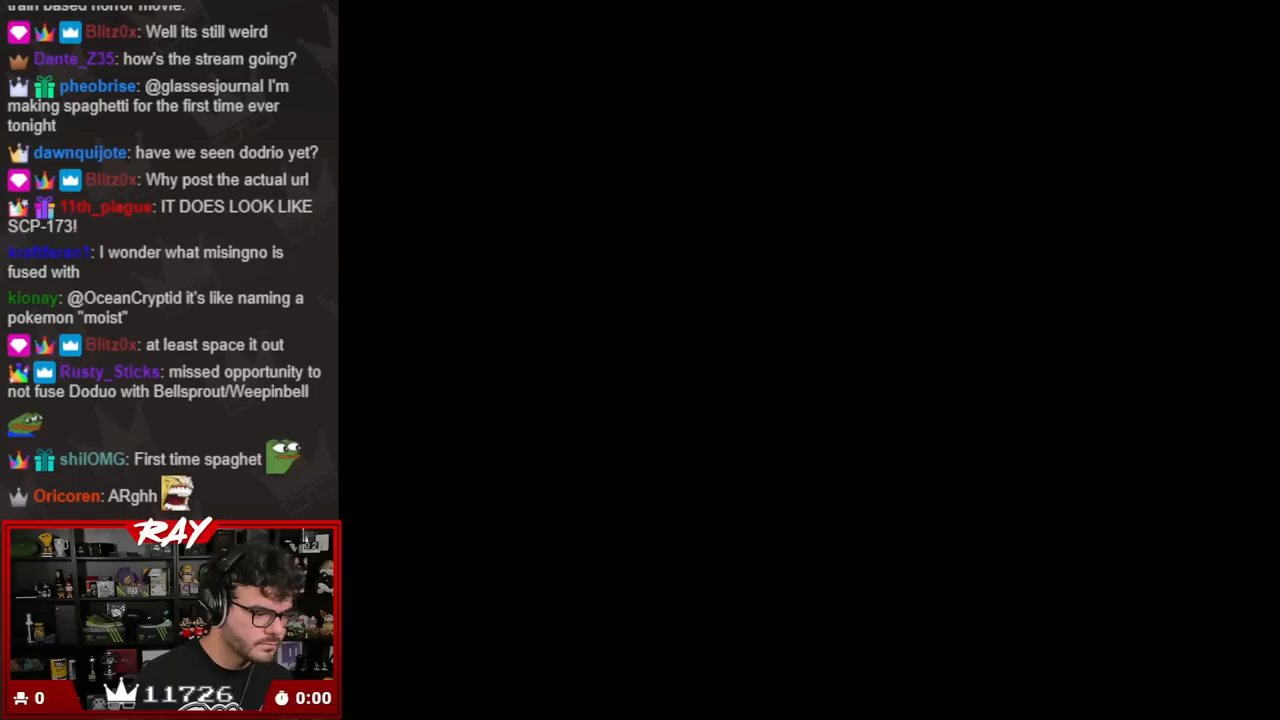 train based horror movie.
Blitz0x: Well its still weird
Dante_Z35: how's the stream going?
pheobrise: @glassesjournal I'm
making spaghetti for the first time ever
tonight
dawnquijote: have we seen dodrio yet?
Blitz0x: Why post the actual url
11th_plague: IT DOES LOOK LIKE
SCP-173!
: I wonder what misingno is
fused with
kionay: @OceanCryptid it's like naming a
pokemon "moist"
Blitz0x: at least space it out
Rusty_Sticks: missed opportunity to
not fuse Doduo with Bellsprout/Weepinbell
shilOMG: First time spaghet
Oricoren: ARghh
RAY
0
11726
0:00